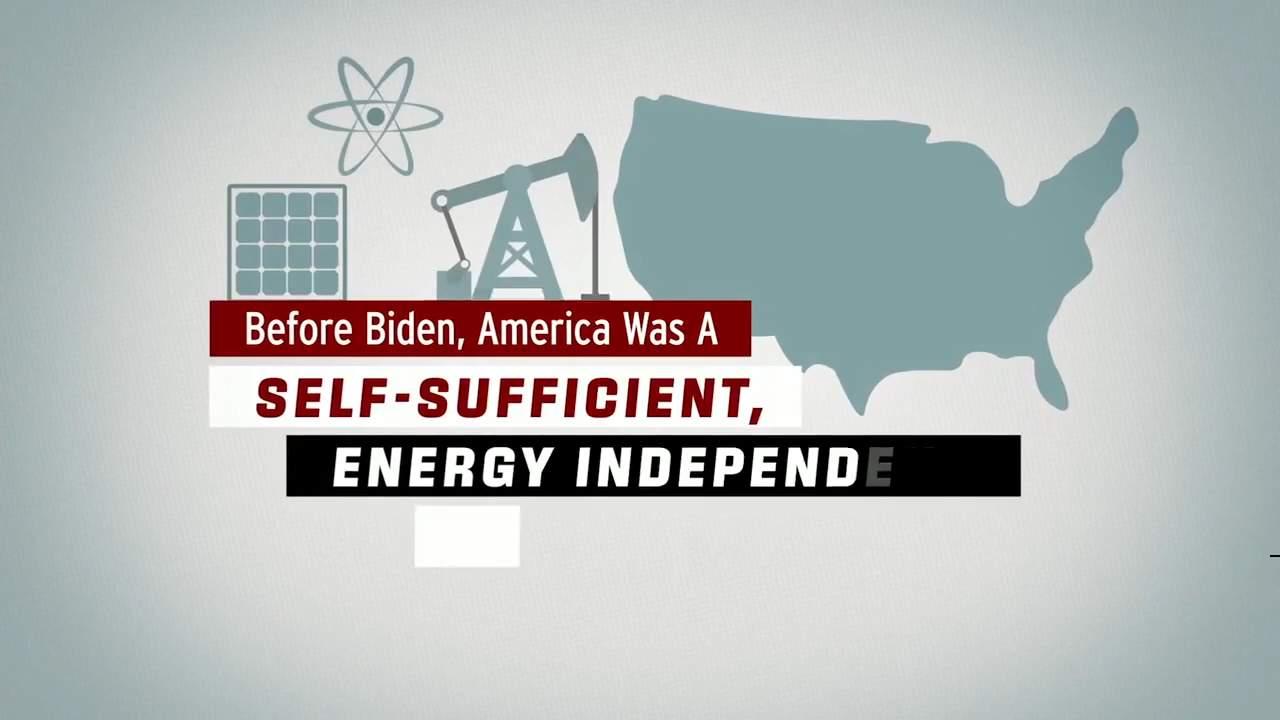 Before Biden, America Was A
SELF-SUFFICIENT,
ENERGY INDEPENDE